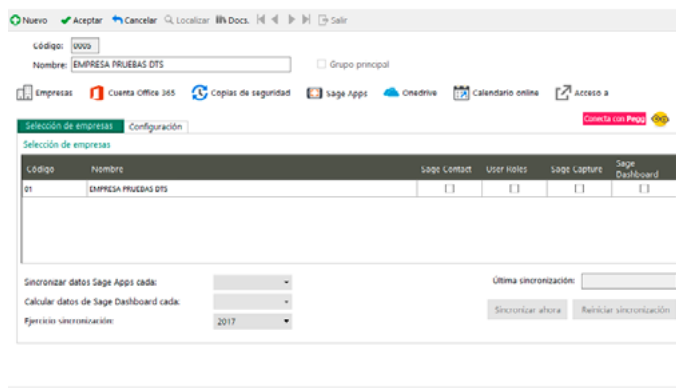 Nuevo Aceptar Cancelar Localizar Docs. Salir
Código: 0005
Nombre: EMPRESA PRUEBAS DTS Grupo principal
Empresas Cuenta Office 365 Copias de seguridad Sage Apps Onedrive Calendario online Acceso a
Conecta con Pegg
Selección de empresas Configuración
Selección de empresas
Código Nombre Sage Contact User Roles Sage Capture Sage Dashboard
01 EMPRESA PRUEBAS DTS
Sincronizar datos Sage Apps cada: Última sincronización:
Calcular datos de Sage Dashboard cada:
Sincronizar ahora Reiniciar sincronización
Ejercicio sincronización: 2017